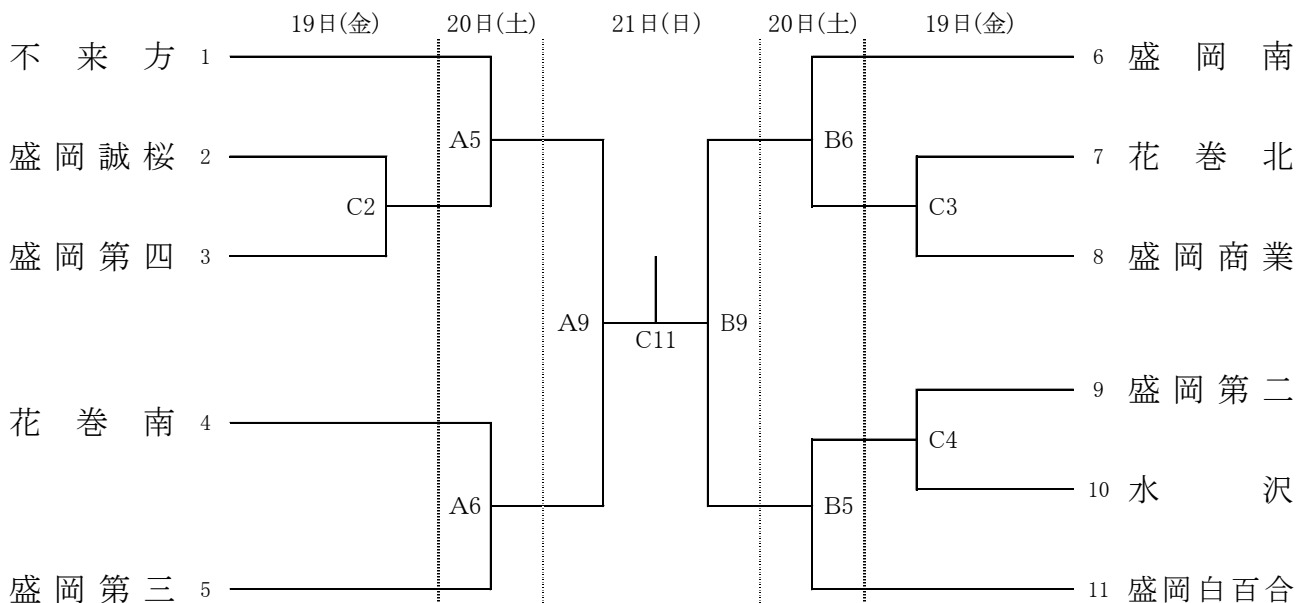 19日(金) 20日(土) 21日(日) 20日(土) 19日(金)
不来方 1
6 盛岡南
A5
B6
盛岡誠桜 2
7 花巻北
C2
C3
盛岡第四 3
8 盛岡商業
A9
C11
B9
9 盛岡第二
花巻南 4
C4
10 水沢
A6
B5
盛岡第三 5
11 盛岡白百合